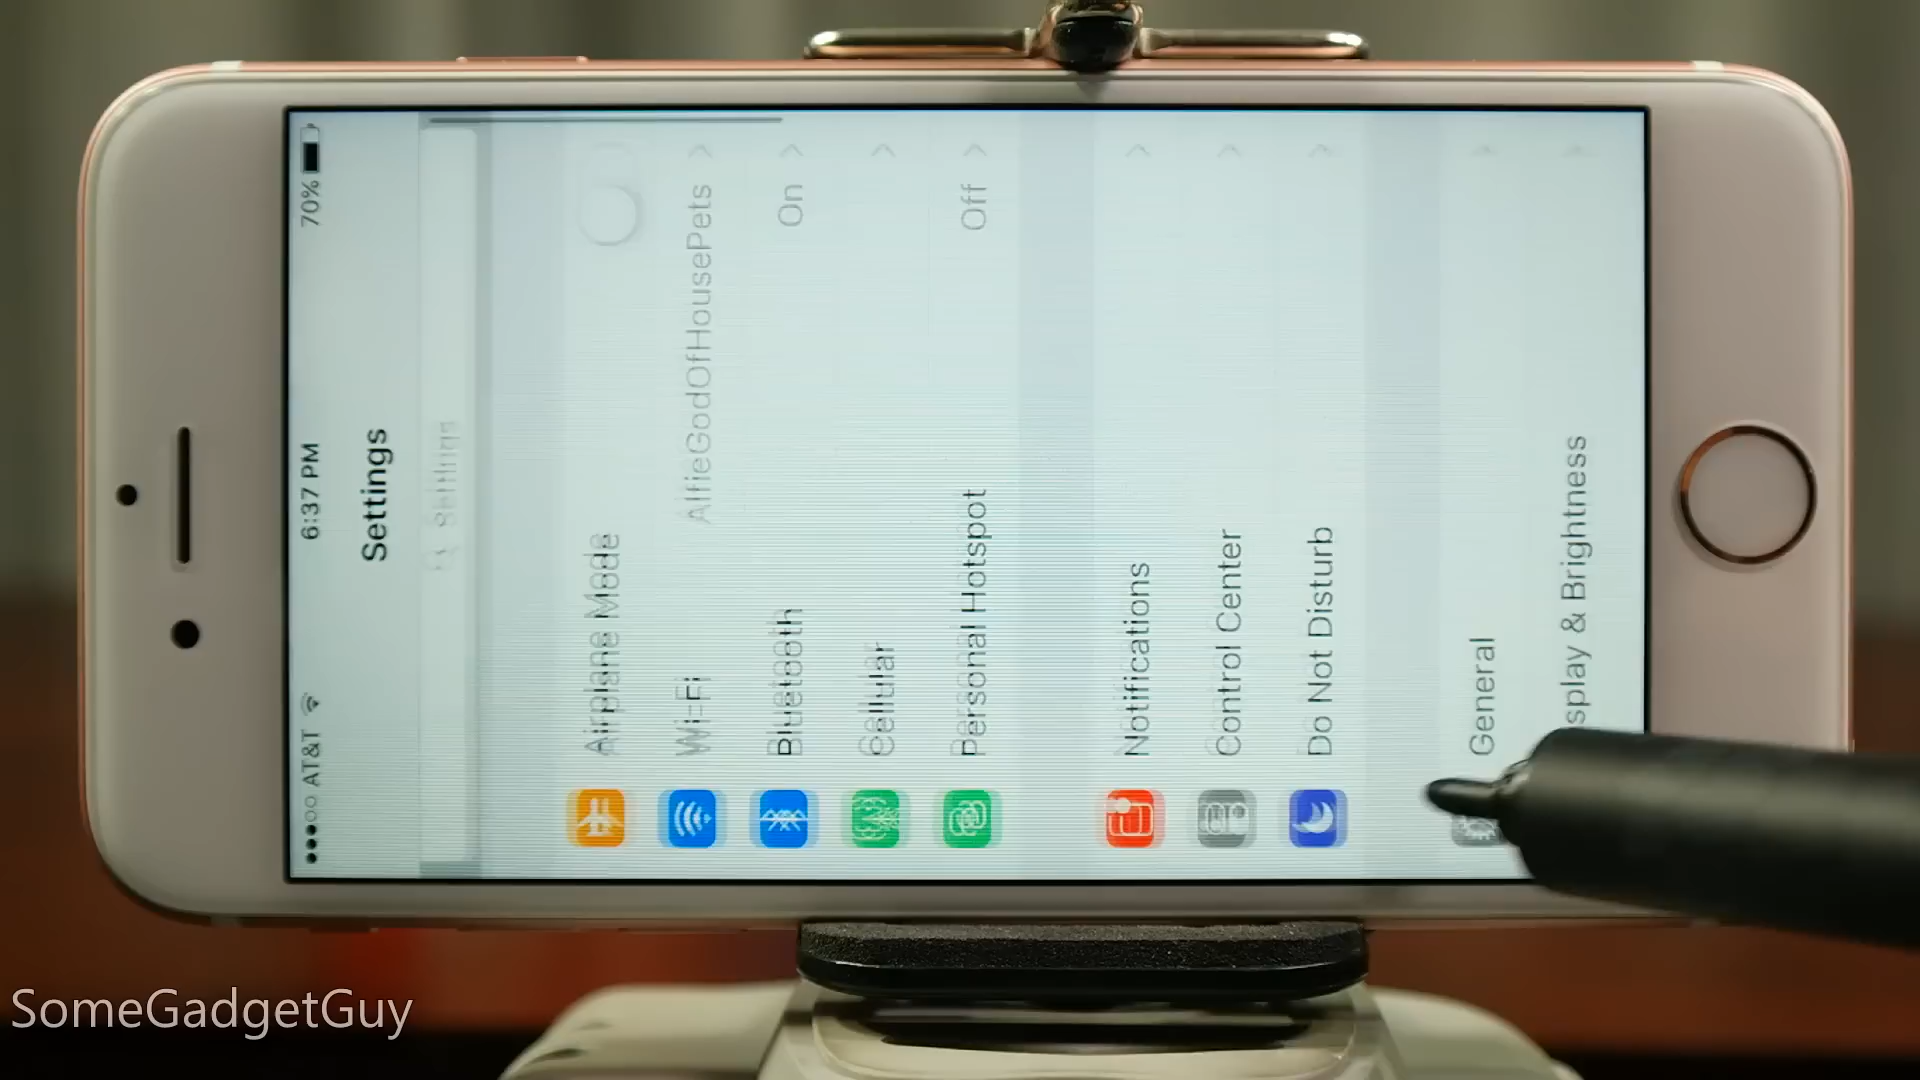 AT&T 6:37 PM 70%
Settings
Settings
Airplane Mode
Wi-Fi AlfieGodOfHousePets
Bluetooth On
Cellular
Personal Hotspot Off
Notifications
Control Center
Do Not Disturb
General
splay & Brightness
SomeGadgetGuy